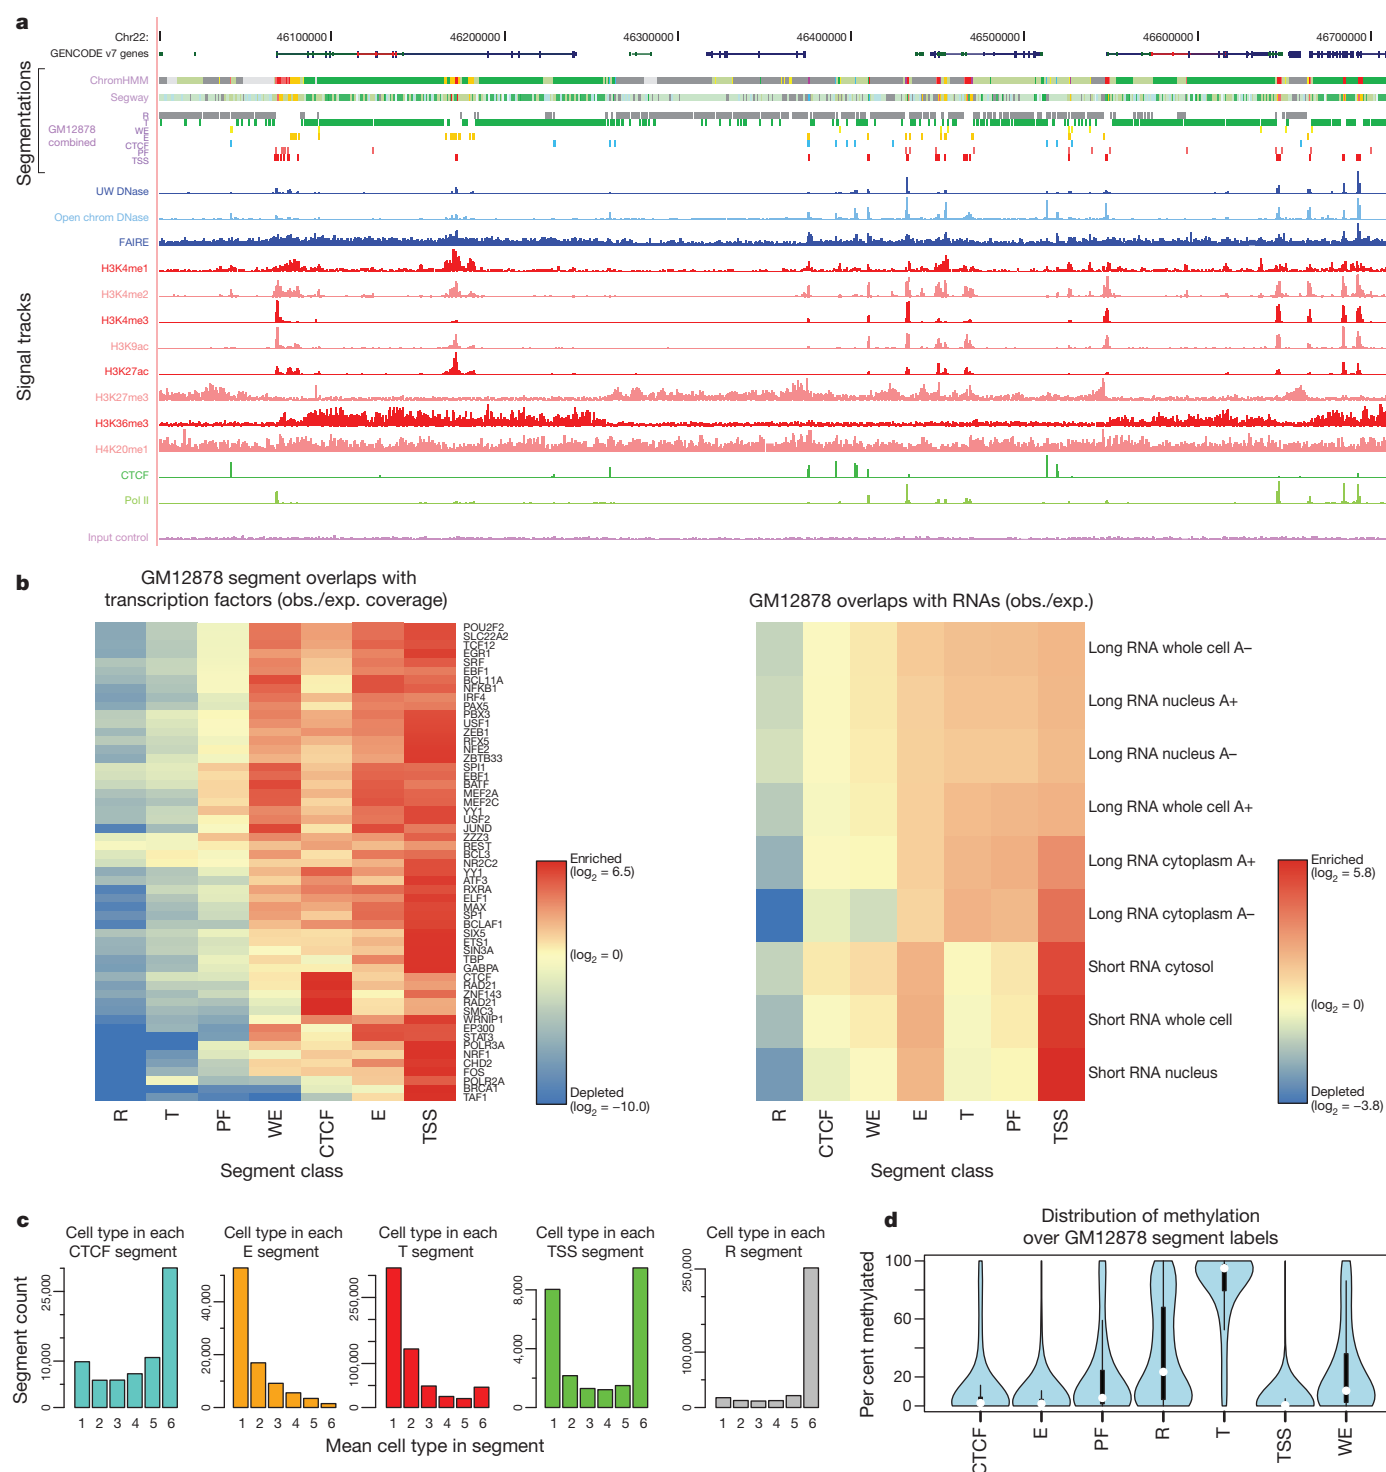 a
Chr22:
46100000
46200000
46300000
46400000
46500000
46600000
46700000
GENCODE v7 genes
Segmentations
ChromHMM
Segway
GM12878
combined
R
T
WE
CTCF
PF
TSS
Signal tracks
UW DNase
Open chrom DNase
FAIRE
H3K4me1
H3K4me2
H3K4me3
H3K9ac
H3K27ac
H3K27me3
H3K36me3
H4K20me1
CTCF
Pol II
Input control
b
GM12878 segment overlaps with
transcription factors (obs./exp. coverage)
POU2F2
SLC22A2
TCF12
EGR1
SRF
EBF1
BCL11A
NFKB1
IRF4
PAX5
PBX3
USF1
ZEB1
RFX5
NFE2
ZBTB33
SPI1
EBF1
BATF
MEF2A
MEF2C
YY1
USF2
JUND
ZZZ3
REST
BCL3
NR2C2
YY1
ATF3
RXRA
ELF1
MAX
SP1
BCLAF1
SIX5
ETS1
SIN3A
TBP
GABPA
CTCF
RAD21
ZNF143
RAD21
SMC3
WRNIP1
EP300
STAT3
POLR3A
NRF1
CHD2
FOS
POLR2A
BRCA1
TAF1
R
T
PF
WE
CTCF
E
TSS
Segment class
Enriched
(log2 = 6.5)
(log2 = 0)
Depleted
(log2 = −10.0)
GM12878 overlaps with RNAs (obs./exp.)
Long RNA whole cell A−
Long RNA nucleus A+
Long RNA nucleus A−
Long RNA whole cell A+
Long RNA cytoplasm A+
Long RNA cytoplasm A−
Short RNA cytosol
Short RNA whole cell
Short RNA nucleus
R
CTCF
WE
E
T
PF
TSS
Segment class
Enriched
(log2 = 5.8)
(log2 = 0)
Depleted
(log2 = −3.8)
c
Segment count
Cell type in each
CTCF segment
25,000
10,000
0
1 2 3 4 5 6
Cell type in each
E segment
40,000
20,000
0
1 2 3 4 5 6
Cell type in each
T segment
250,000
100,000
0
1 2 3 4 5 6
Cell type in each
TSS segment
8,000
4,000
0
1 2 3 4 5 6
Cell type in each
R segment
250,000
100,000
0
1 2 3 4 5 6
Mean cell type in segment
d
Distribution of methylation
over GM12878 segment labels
Per cent methylated
100
60
20
0
CTCF
E
PF
R
T
TSS
WE